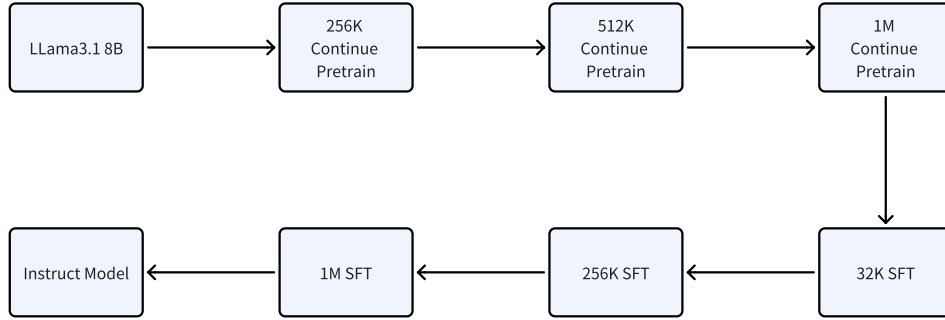 LLama3.1 8B
256K
Continue
Pretrain
512K
Continue
Pretrain
1M
Continue
Pretrain
32K SFT
256K SFT
1M SFT
Instruct Model